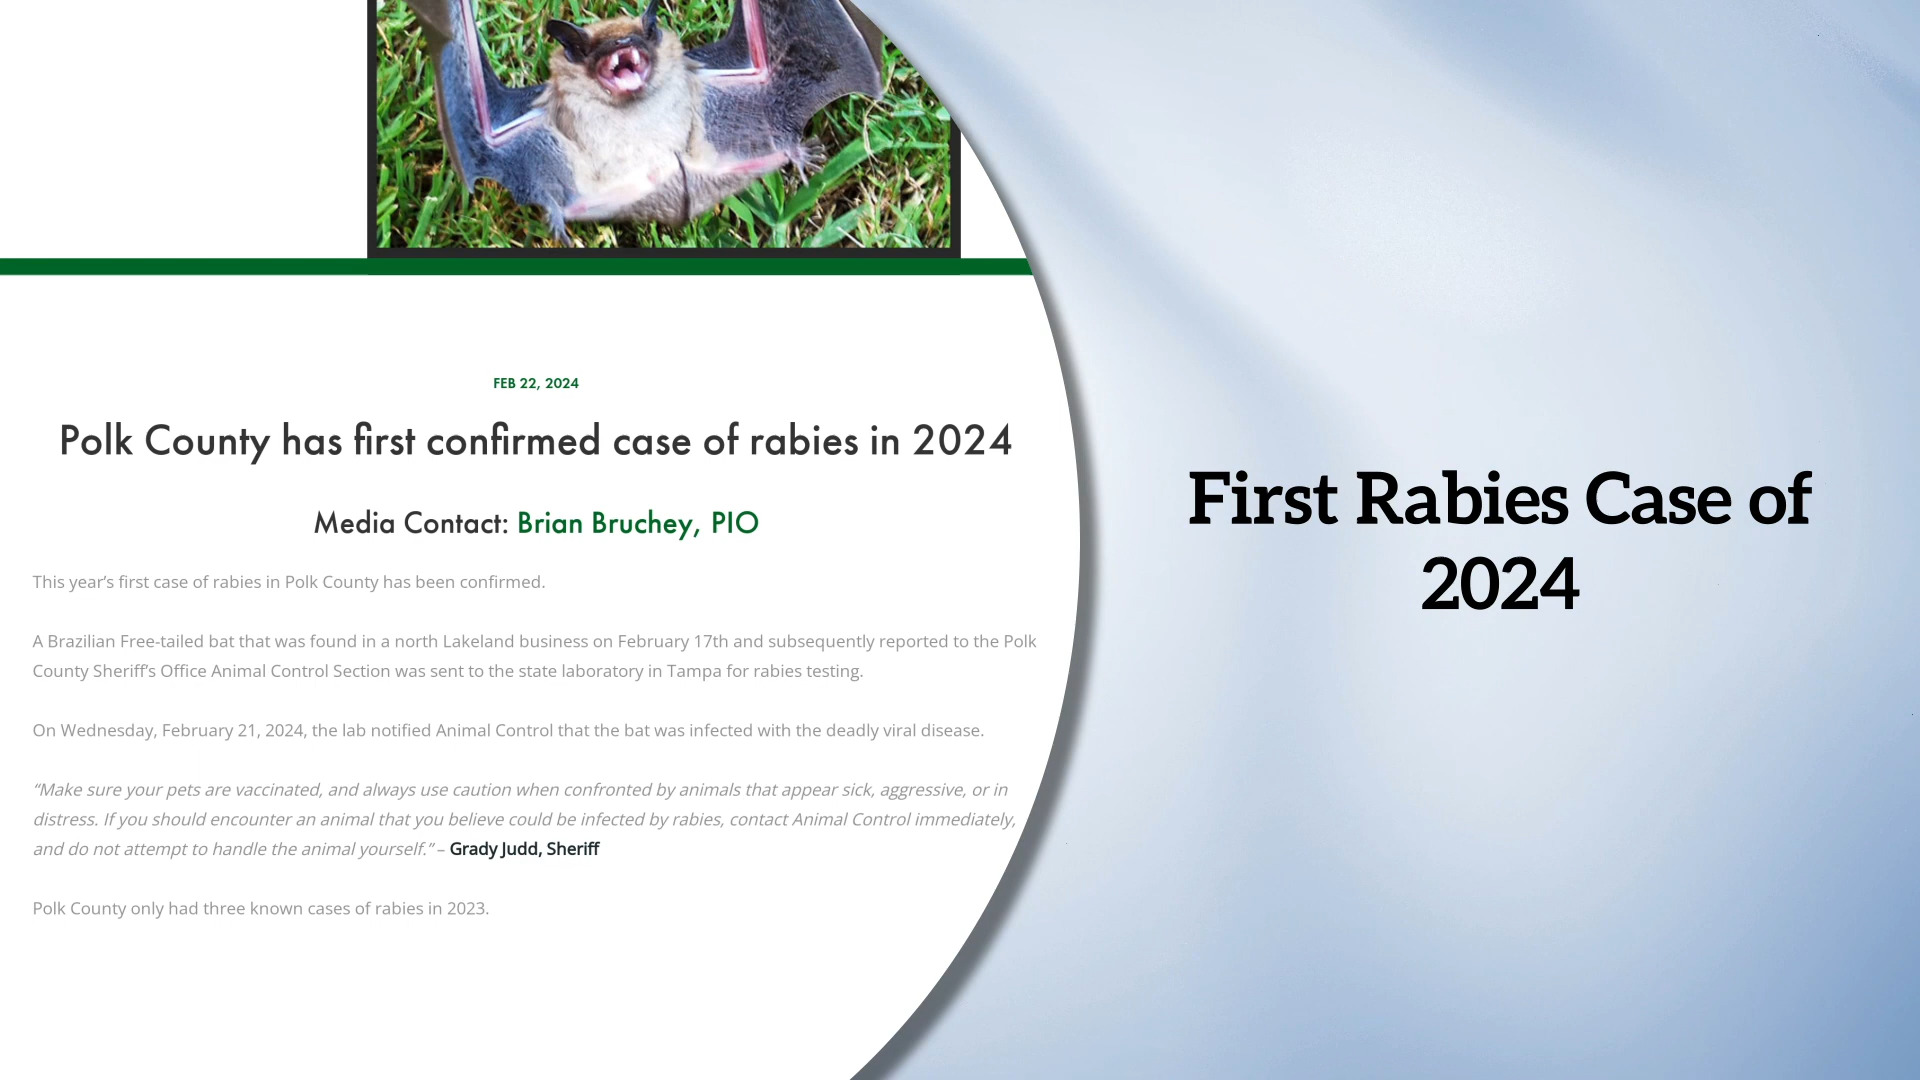 FEB 22, 2024
Polk County has first confirmed case of rabies in 2024
Media Contact: Brian Bruchey, PIO
This year’s first case of rabies in Polk County has been confirmed.
A Brazilian Free-tailed bat that was found in a north Lakeland business on February 17th and subsequently reported to the Polk
County Sheriff’s Office Animal Control Section was sent to the state laboratory in Tampa for rabies testing.
On Wednesday, February 21, 2024, the lab notified Animal Control that the bat was infected with the deadly viral disease.
“Make sure your pets are vaccinated, and always use caution when confronted by animals that appear sick, aggressive, or in
distress. If you should encounter an animal that you believe could be infected by rabies, contact Animal Control immediately,
and do not attempt to handle the animal yourself.” – Grady Judd, Sheriff
Polk County only had three known cases of rabies in 2023.
First Rabies Case of
2024